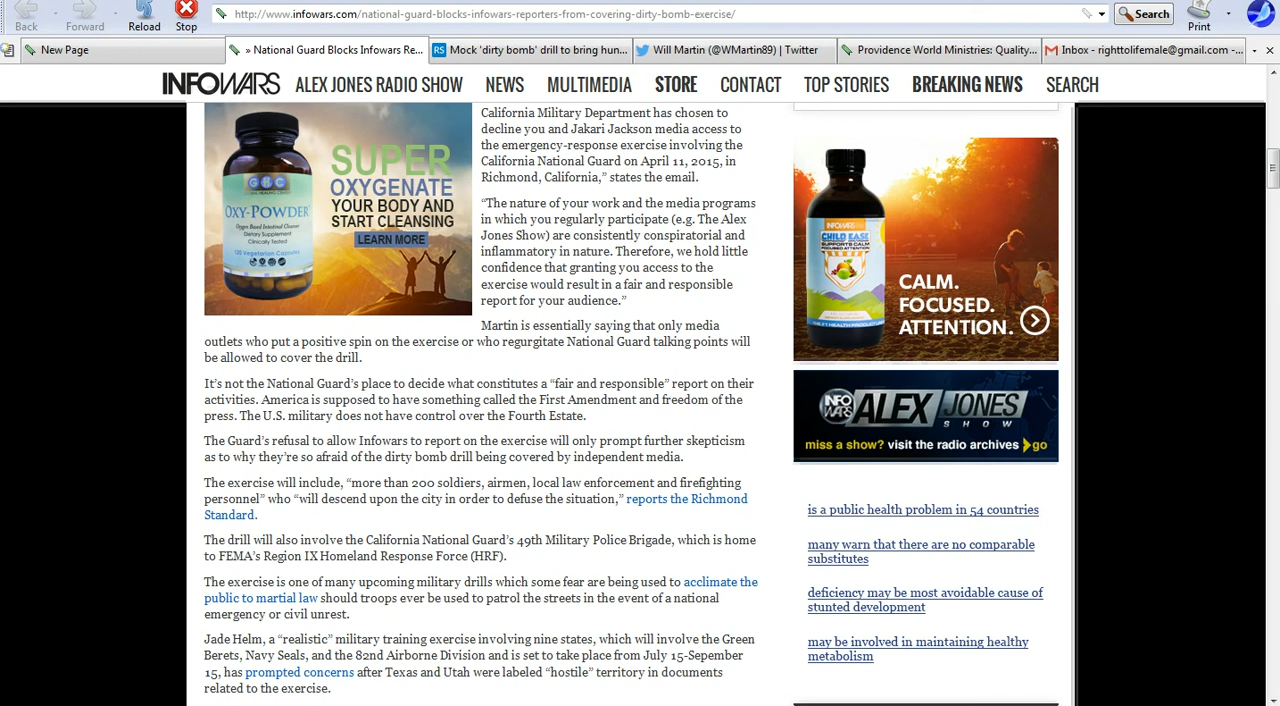 http://www.infowars.com/national-guard-blocks-infowars-reporters-from-covering-dirty-bomb-exercise/
Back
Forward
Reload
Stop
Search
Print
New Page
» National Guard Blocks Infowars Re...
Mock 'dirty bomb' drill to bring hun...
Will Martin (@WMartin89) | Twitter
Providence World Ministries: Quality...
Inbox - righttolifemale@gmail.com -...
INFOWARS
ALEX JONES RADIO SHOW
NEWS
MULTIMEDIA
STORE
CONTACT
TOP STORIES
BREAKING NEWS
SEARCH
OXY-POWDER
Oxygen Based Intestinal Cleanser
Dietary Supplement
Clinically Tested
120 Vegetarian Capsules
SUPER
OXYGENATE
YOUR BODY AND
START CLEANSING
LEARN MORE
California Military Department has chosen to
decline you and Jakari Jackson media access to
the emergency-response exercise involving the
California National Guard on April 11, 2015, in
Richmond, California,” states the email.
“The nature of your work and the media programs
in which you regularly participate (e.g. The Alex
Jones Show) are consistently conspiratorial and
inflammatory in nature. Therefore, we hold little
confidence that granting you access to the
exercise would result in a fair and responsible
report for your audience.”
Martin is essentially saying that only media
outlets who put a positive spin on the exercise or who regurgitate National Guard talking points will
be allowed to cover the drill.
It’s not the National Guard’s place to decide what constitutes a “fair and responsible” report on their
activities. America is supposed to have something called the First Amendment and freedom of the
press. The U.S. military does not have control over the Fourth Estate.
The Guard’s refusal to allow Infowars to report on the exercise will only prompt further skepticism
as to why they’re so afraid of the dirty bomb drill being covered by independent media.
The exercise will include, “more than 200 soldiers, airmen, local law enforcement and firefighting
personnel” who “will descend upon the city in order to defuse the situation,” reports the Richmond
Standard.
The drill will also involve the California National Guard’s 49th Military Police Brigade, which is home
to FEMA’s Region IX Homeland Response Force (HRF).
The exercise is one of many upcoming military drills which some fear are being used to acclimate the
public to martial law should troops ever be used to patrol the streets in the event of a national
emergency or civil unrest.
Jade Helm, a “realistic” military training exercise involving nine states, which will involve the Green
Berets, Navy Seals, and the 82nd Airborne Division and is set to take place from July 15-Sepember
15, has prompted concerns after Texas and Utah were labeled “hostile” territory in documents
related to the exercise.
INFOWARS
CHILD EASE
SUPPORTS CALM
FOCUSED ATTENTION
CALM.
FOCUSED.
ATTENTION.
INFO
WARS
ALEX JONES
SHOW
miss a show? visit the radio archives go
is a public health problem in 54 countries
many warn that there are no comparable
substitutes
deficiency may be most avoidable cause of
stunted development
may be involved in maintaining healthy
metabolism